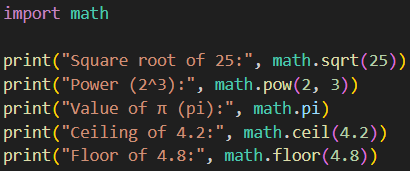 import math
print("Square root of 25:", math.sqrt(25))
print("Power (2^3):", math.pow(2, 3))
print("Value of π (pi):", math.pi)
print("Ceiling of 4.2:", math.ceil(4.2))
print("Floor of 4.8:", math.floor(4.8))